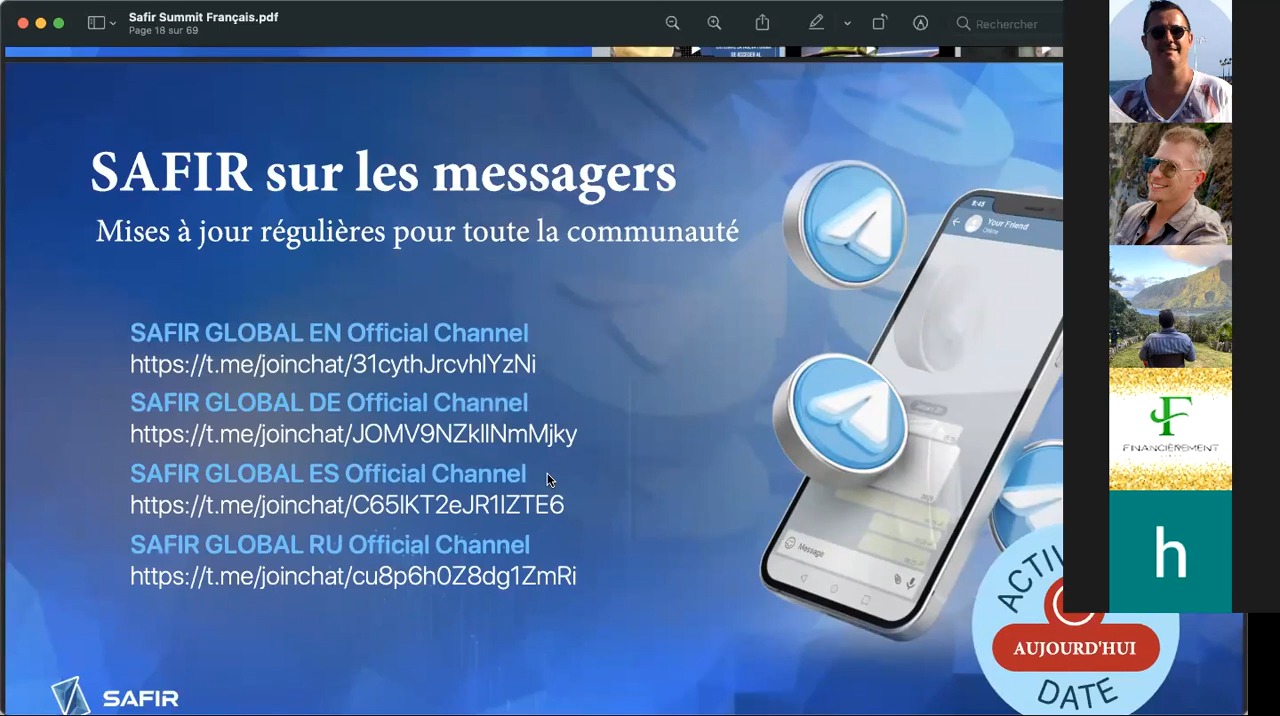 Safir Summit Français.pdf
Page 18 sur 69
Rechercher
SAFIR sur les messagers
Mises à jour régulières pour toute la communauté
SAFIR GLOBAL EN Official Channel
https://t.me/joinchat/31cythJrcvhlYzNi
SAFIR GLOBAL DE Official Channel
https://t.me/joinchat/JOMV9NZkllNmMjky
SAFIR GLOBAL ES Official Channel
https://t.me/joinchat/C65lKT2eJR1lZTE6
SAFIR GLOBAL RU Official Channel
https://t.me/joinchat/cu8p6h0Z8dg1ZmRi
8:45
Your Friend
Online
Message
AUJOURD'HUI
DATE
SAFIR
FINANCIÈREMENT
h